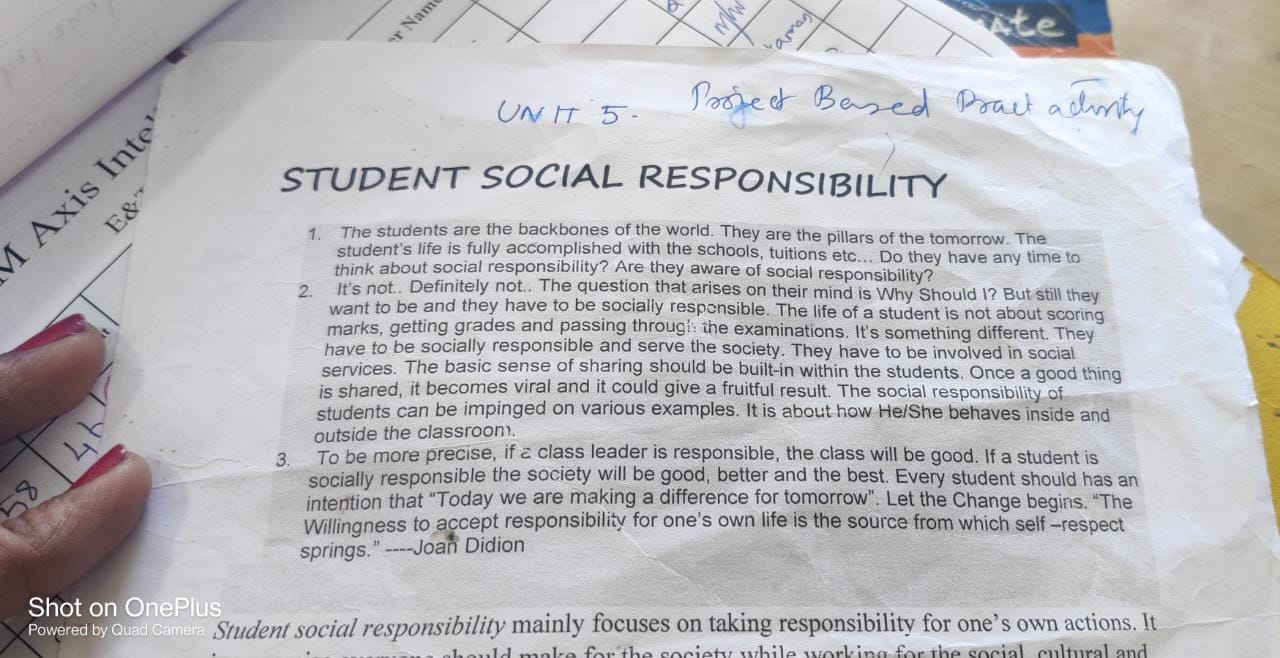 er Name
ATE
UNIT 5- Project Based Pract activity
M Axis Inte
E&
STUDENT SOCIAL RESPONSIBILITY
1. The students are the backbones of the world. They are the pillars of the tomorrow. The
student's life is fully accomplished with the schools, tuitions etc... Do they have any time to
think about social responsibility? Are they aware of social responsibility?
2. It's not.. Definitely not.. The question that arises on their mind is Why Should I? But still they
want to be and they have to be socially responsible. The life of a student is not about scoring
marks, getting grades and passing through the examinations. It's something different. They
have to be socially responsible and serve the society. They have to be involved in social
services. The basic sense of sharing should be built-in within the students. Once a good thing
is shared, it becomes viral and it could give a fruitful result. The social responsibility of
students can be impinged on various examples. It is about how He/She behaves inside and
outside the classroom.
3. To be more precise, if a class leader is responsible, the class will be good. If a student is
socially responsible the society will be good, better and the best. Every student should has an
intention that "Today we are making a difference for tomorrow". Let the Change begins. "The
Willingness to accept responsibility for one's own life is the source from which self –respect
springs." ----Joan Didion
58
Shot on OnePlus
Powered by Quad Camera
Student social responsibility mainly focuses on taking responsibility for one's own actions. It
everyone should make for the society while working for the social, cultural and